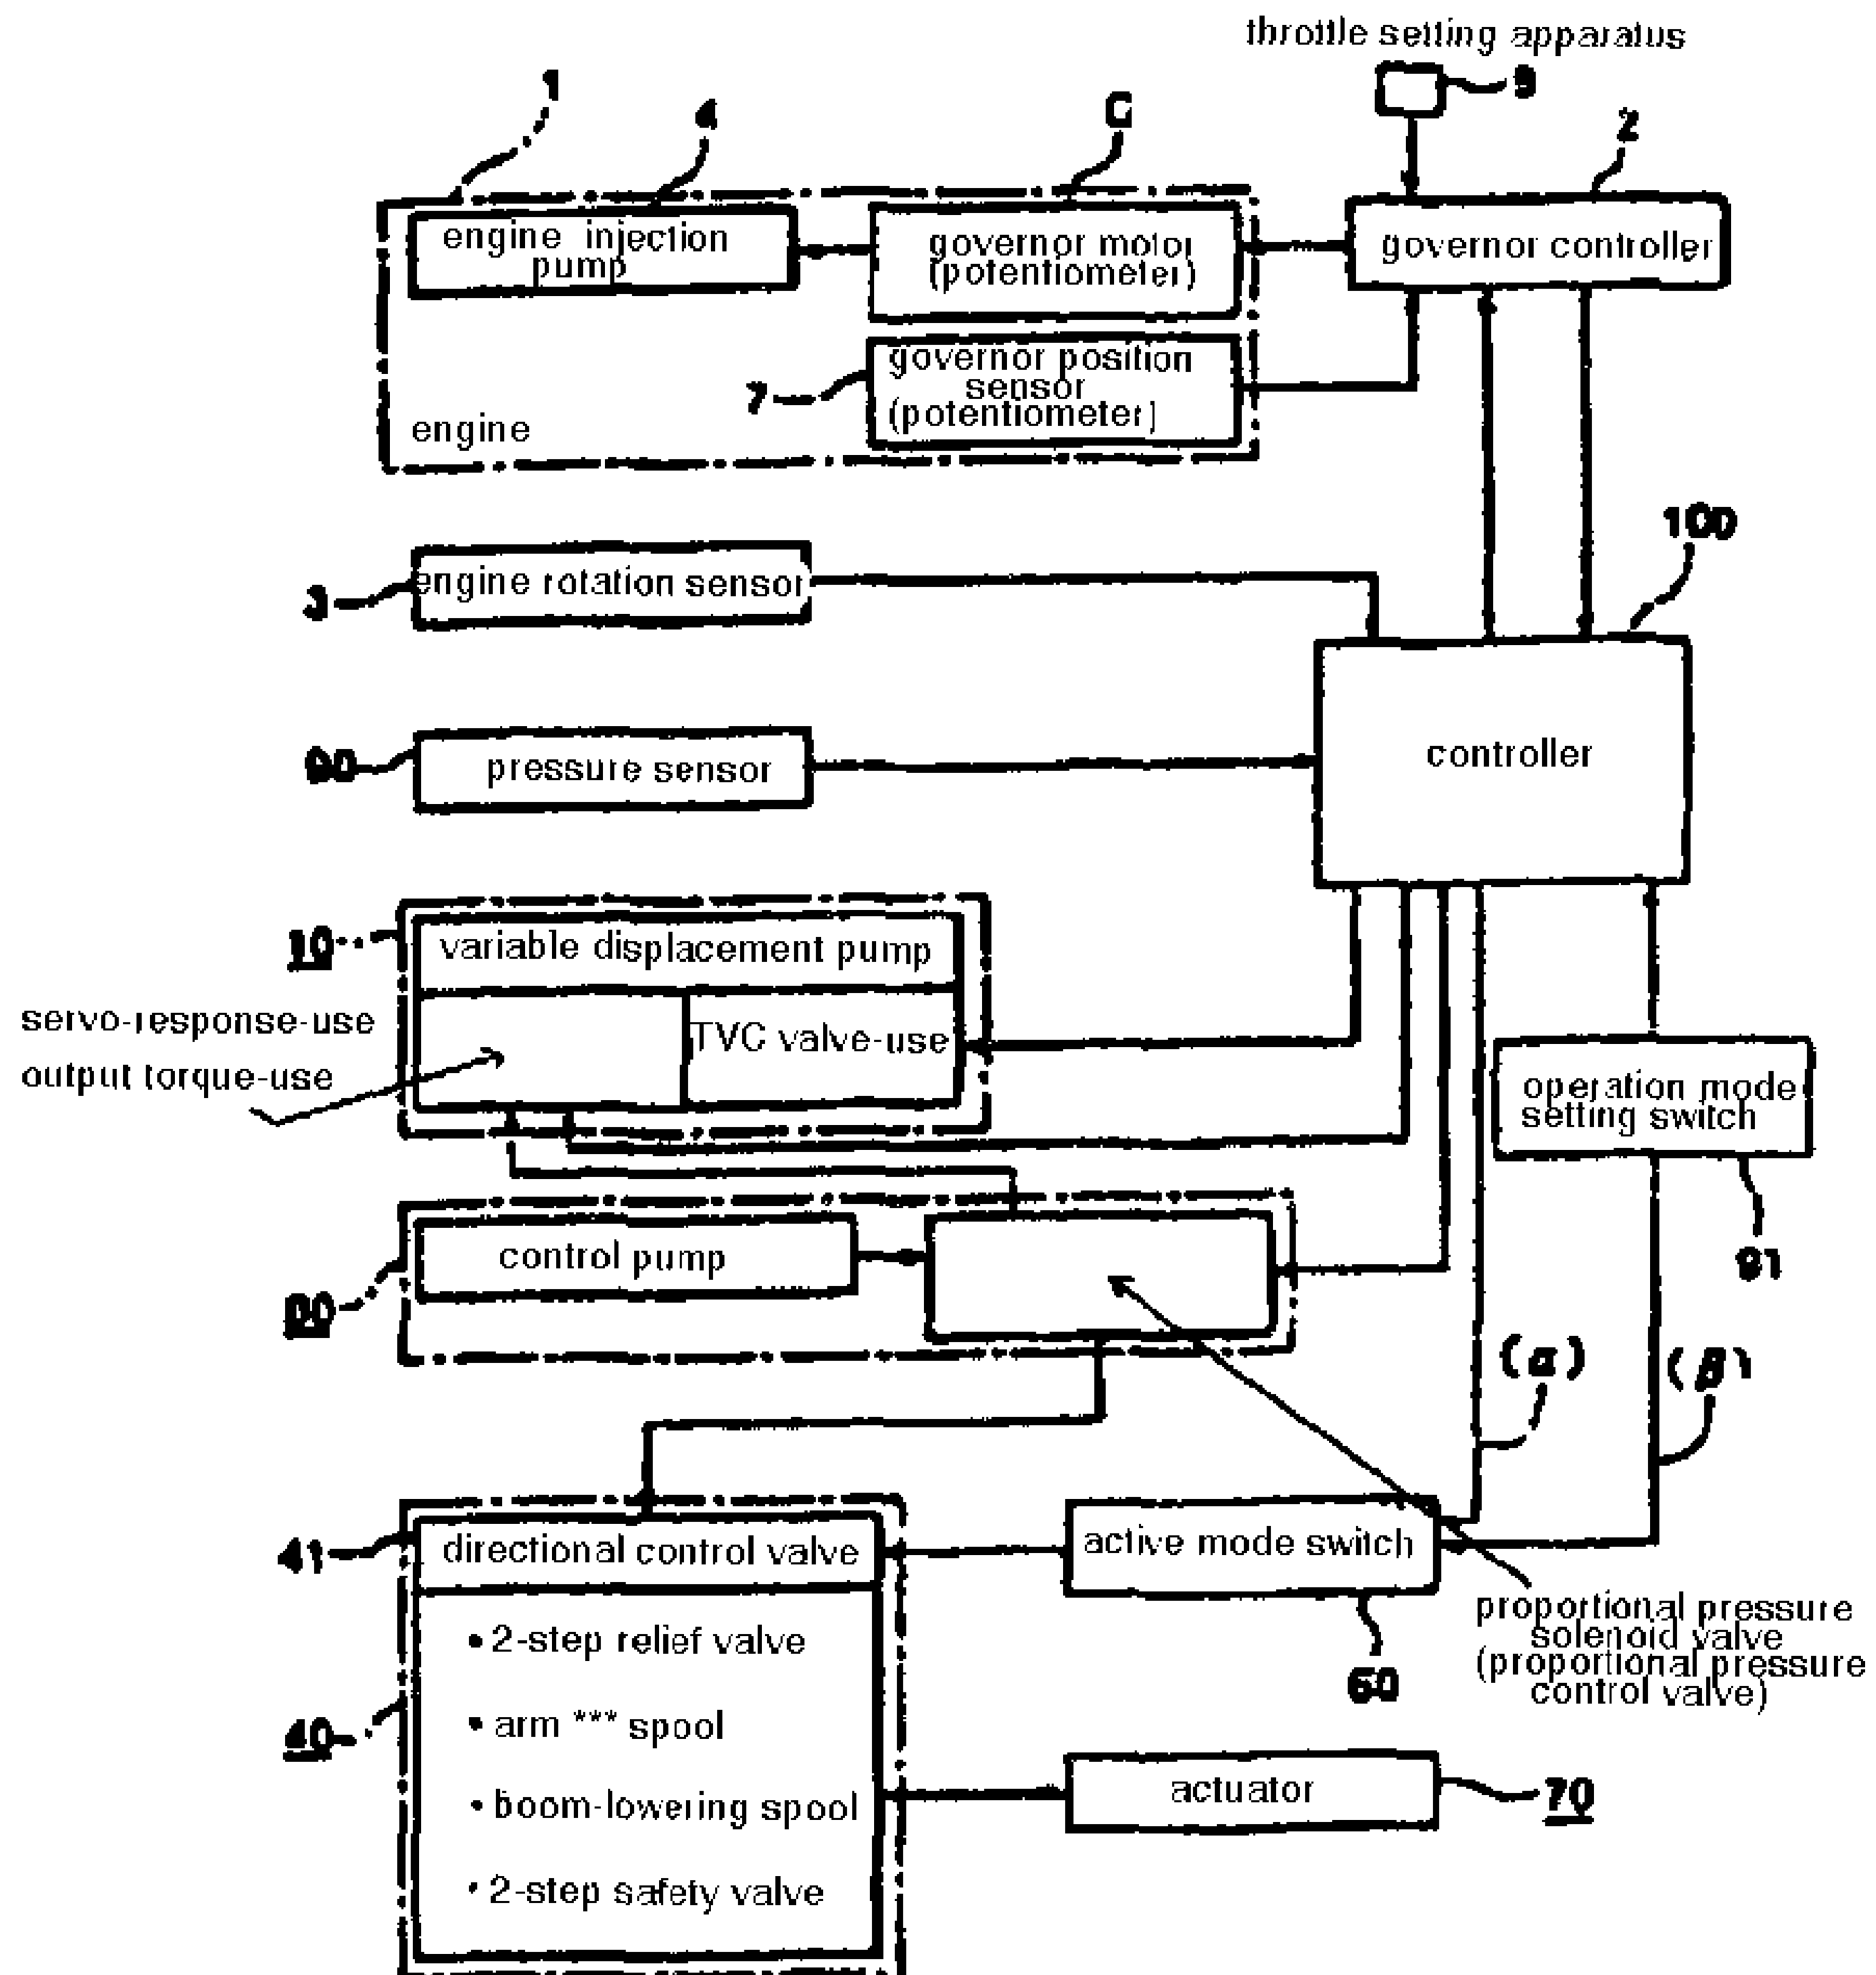 throttle setting apparatus
9
1
4
2
engine injection
pump
governor motor
(potentiometer)
governor controller
governor position
sensor
(potentiometer)
7
engine
100
3
engine rotation sensor
pressure sensor
controller
10
variable displacement pump
servo-response-use
output torque-use
TVC valve-use
operation mode
setting switch
control pump
(α)
(β)
41
directional control valve
active mode switch
• 2-step relief valve
proportional pressure
solenoid valve
(proportional pressure
control valve)
60
• arm *** spool
40
actuator
70
• boom-lowering spool
• 2-step safety valve